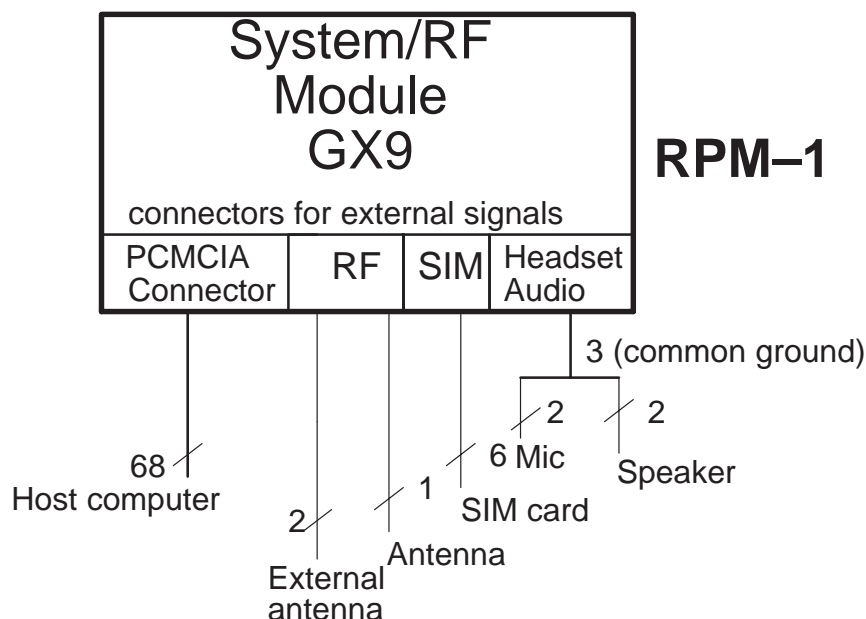 System/RF
Module
GX9
RPM–1
connectors for external signals
PCMCIA
Connector
RF
SIM
Headset
Audio
3 (common ground)
2
2
68
6 Mic
Speaker
Host computer
1
SIM card
2
Antenna
External
antenna